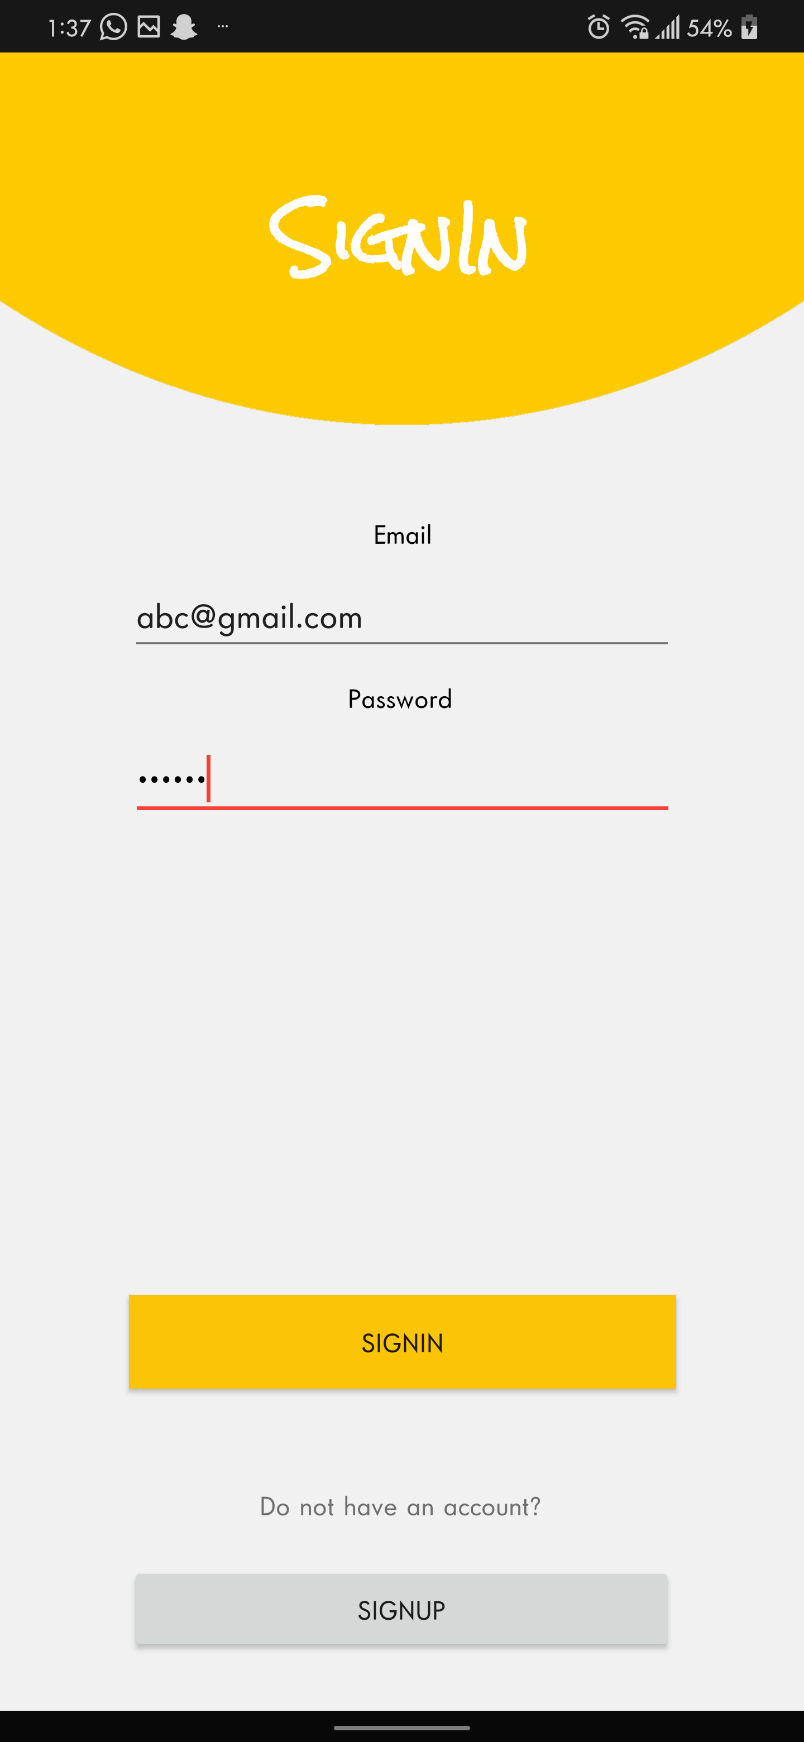 1:37 ... 54%
SignIn
Email
abc@gmail.com
Password
••••••
SIGNIN
Do not have an account?
SIGNUP